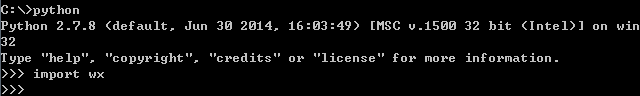 C:\>python
Python 2.7.8 (default, Jun 30 2014, 16:03:49) [MSC v.1500 32 bit (Intel)] on win
32
Type "help", "copyright", "credits" or "license" for more information.
>>> import wx
>>>